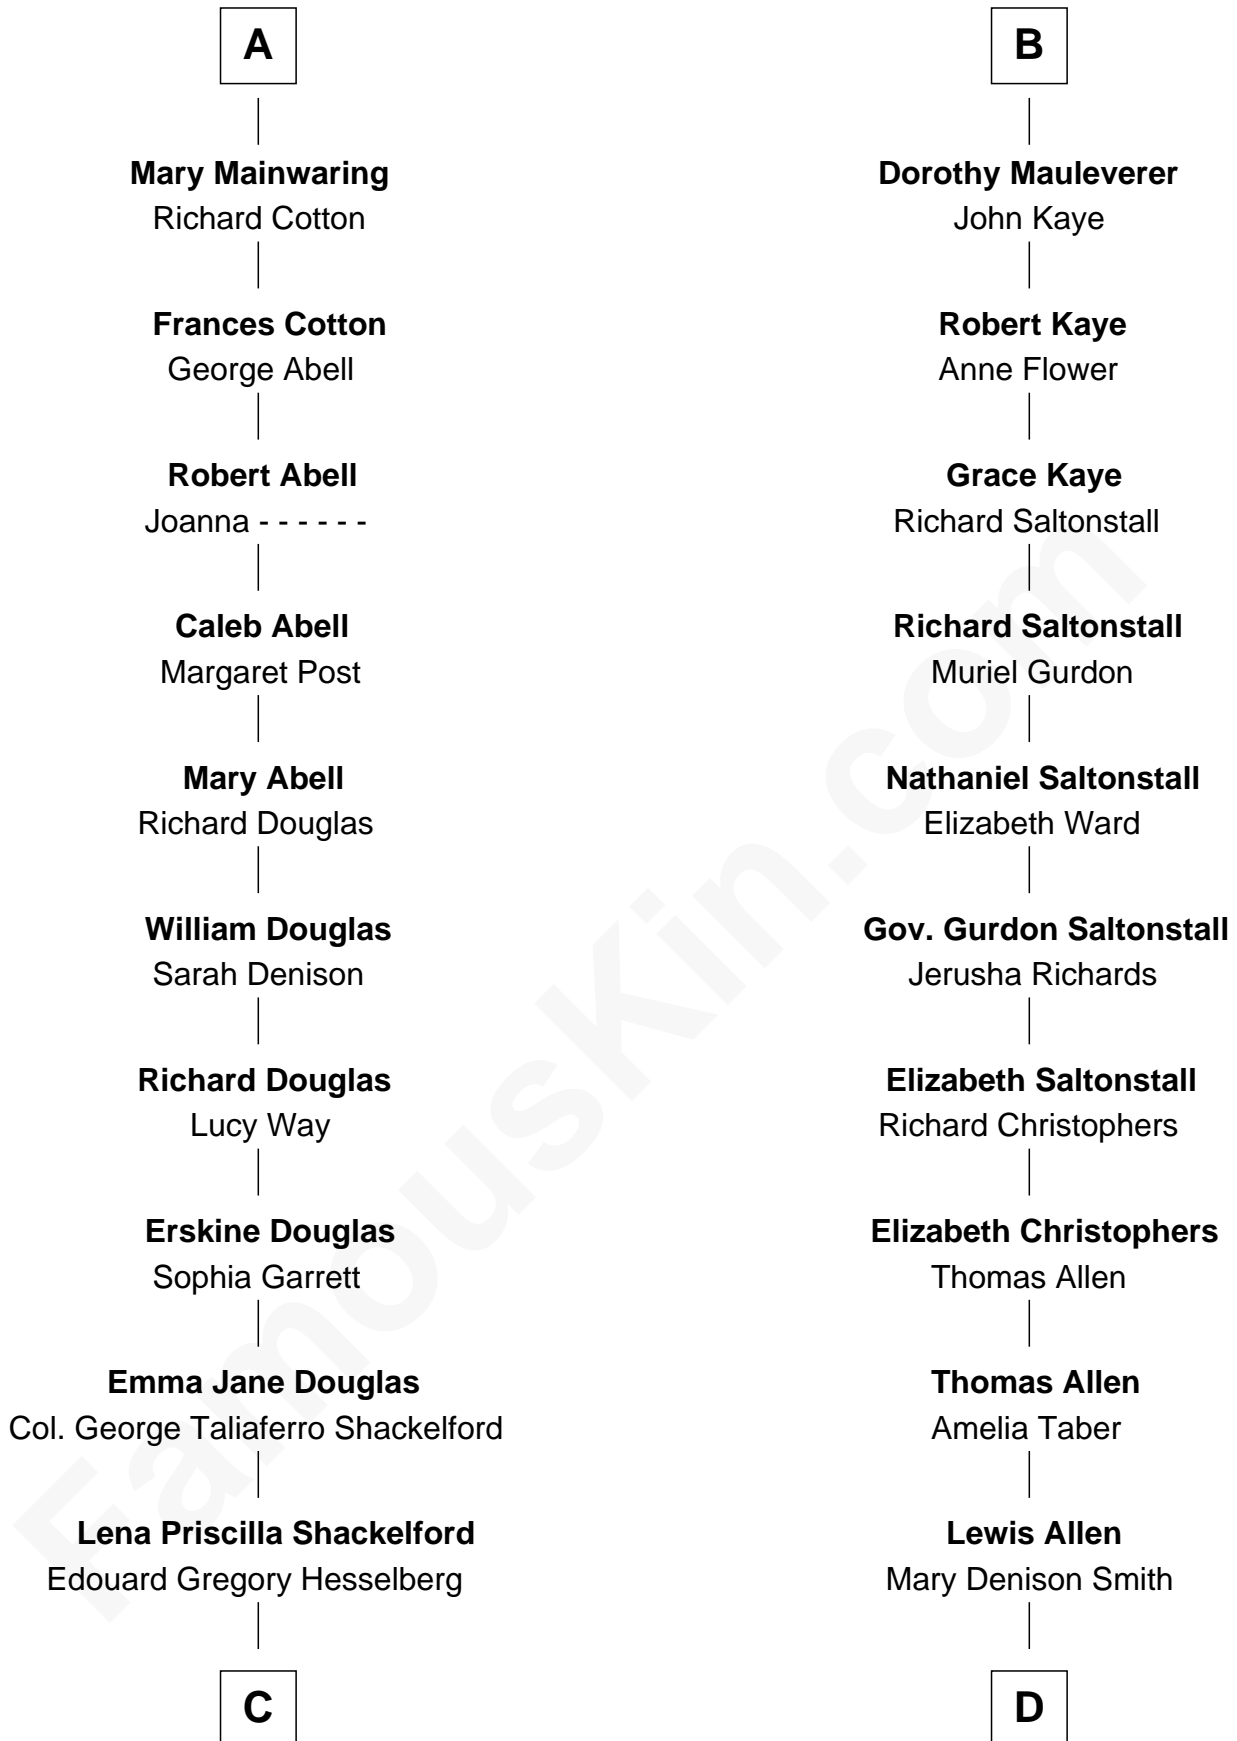 A
Mary Mainwaring
Richard Cotton
Frances Cotton
George Abell
Robert Abell
Joanna - - - - - -
Caleb Abell
Margaret Post
Mary Abell
Richard Douglas
William Douglas
Sarah Denison
Richard Douglas
Lucy Way
Erskine Douglas
Sophia Garrett
Emma Jane Douglas
Col. George Taliaferro Shackelford
Lena Priscilla Shackelford
Edouard Gregory Hesselberg
C
B
Dorothy Mauleverer
John Kaye
Robert Kaye
Anne Flower
Grace Kaye
Richard Saltonstall
Richard Saltonstall
Muriel Gurdon
Nathaniel Saltonstall
Elizabeth Ward
Gov. Gurdon Saltonstall
Jerusha Richards
Elizabeth Saltonstall
Richard Christophers
Elizabeth Christophers
Thomas Allen
Thomas Allen
Amelia Taber
Lewis Allen
Mary Denison Smith
D
FamousKin.com